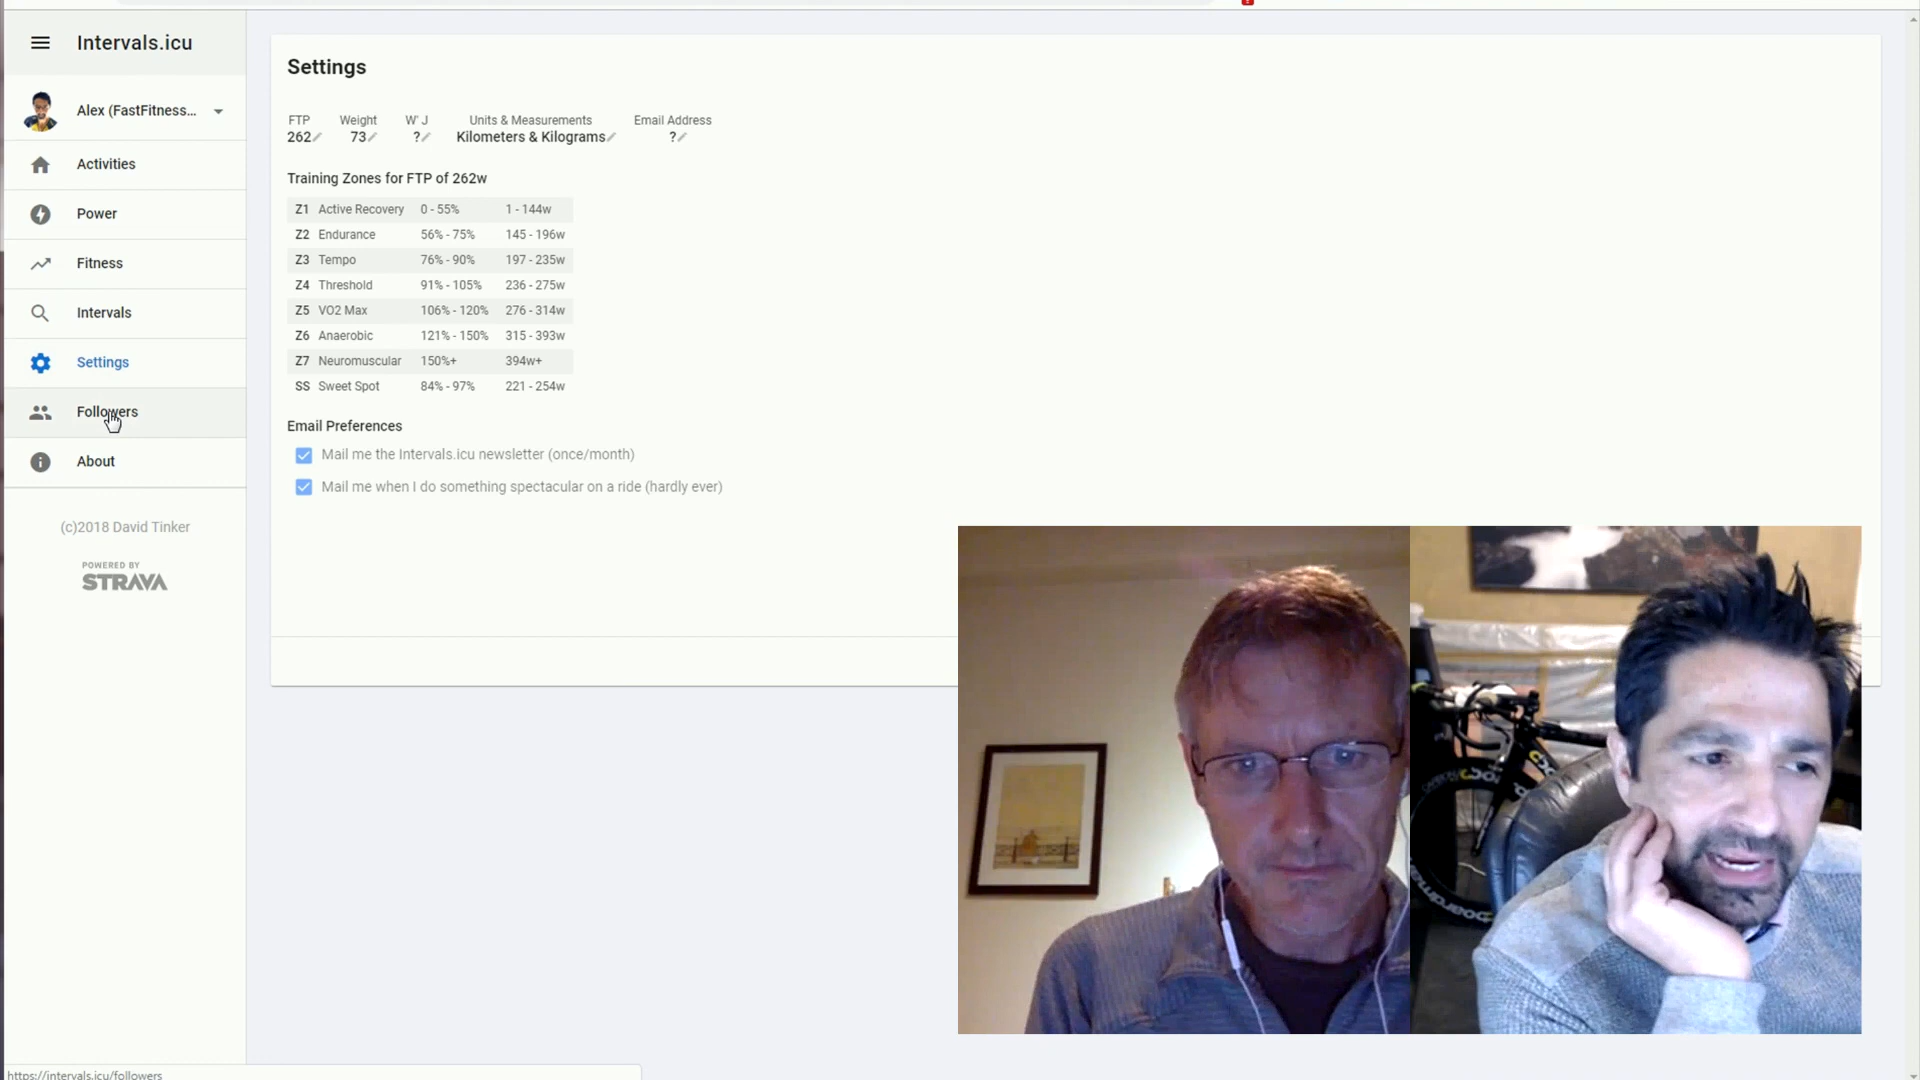 Intervals.icu
Alex (FastFitness...
Activities
Power
Fitness
Intervals
Settings
Followers
About
(c)2018 David Tinker
POWERED BY
STRAVA
Settings
FTP Weight W' J Units & Measurements Email Address
262 73 ? Kilometers & Kilograms ?
Training Zones for FTP of 262w
Z1 Active Recovery 0 - 55% 1 - 144w
Z2 Endurance 56% - 75% 145 - 196w
Z3 Tempo 76% - 90% 197 - 235w
Z4 Threshold 91% - 105% 236 - 275w
Z5 VO2 Max 106% - 120% 276 - 314w
Z6 Anaerobic 121% - 150% 315 - 393w
Z7 Neuromuscular 150%+ 394w+
SS Sweet Spot 84% - 97% 221 - 254w
Email Preferences
Mail me the Intervals.icu newsletter (once/month)
Mail me when I do something spectacular on a ride (hardly ever)
https://intervals.icu/followers